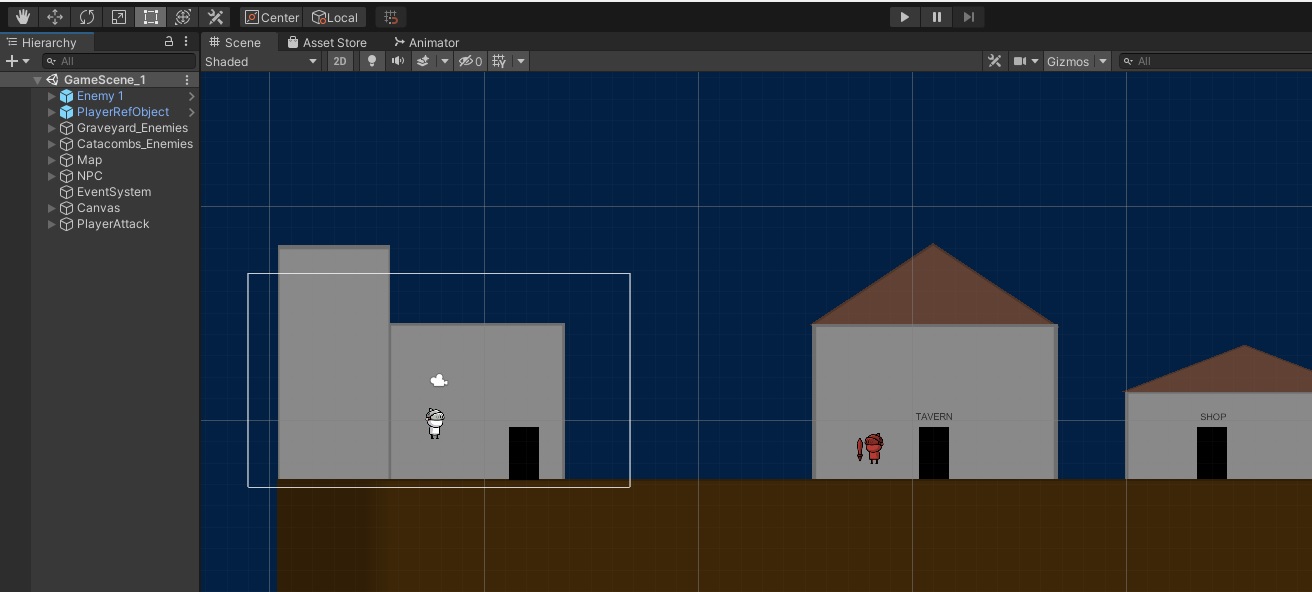 Center Local
Hierarchy
Scene Asset Store Animator
All
Shaded 2D 0 Gizmos All
GameScene_1
Enemy 1
PlayerRefObject
Graveyard_Enemies
Catacombs_Enemies
Map
NPC
EventSystem
Canvas
PlayerAttack
TAVERN SHOP